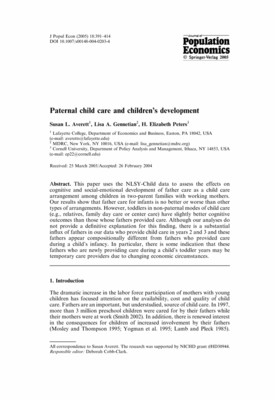 J Popul Econ (2005) 18:391–414
DOI 10.1007/s00148-004-0203-4
Journal of
Population
Economics
© Springer-Verlag 2005
Paternal child care and children's development
Susan L. Averett¹, Lisa A. Gennetian², H. Elizabeth Peters³
¹ Lafayette College, Department of Economics and Business, Easton, PA 18042, USA
(e-mail: averetts@lafayette.edu)
² MDRC, New York, NY 10016, USA (e-mail: lisa_gennetian@mdrc.org)
³ Cornell University, Department of Policy Analysis and Management, Ithaca, NY 14853, USA
(e-mail: ep22@cornell.edu)
Received: 25 March 2003/Accepted: 26 February 2004
Abstract. This paper uses the NLSY-Child data to assess the effects on
cognitive and social-emotional development of father care as a child care
arrangement among children in two-parent families with working mothers.
Our results show that father care for infants is no better or worse than other
types of arrangements. However, toddlers in non-paternal modes of child care
(e.g., relatives, family day care or center care) have slightly better cognitive
outcomes than those whose fathers provided care. Although our analyses do
not provide a definitive explanation for this finding, there is a substantial
influx of fathers in our data who provide child care in years 2 and 3 and these
fathers appear compositionally different from fathers who provided care
during a child's infancy. In particular, there is some indication that these
fathers who are newly providing care during a child's toddler years may be
temporary care providers due to changing economic circumstances.
1. Introduction
The dramatic increase in the labor force participation of mothers with young
children has focused attention on the availability, cost and quality of child
care. Fathers are an important, but understudied, source of child care. In 1997,
more than 3 million preschool children were cared for by their fathers while
their mothers were at work (Smith 2002). In addition, there is renewed interest
in the consequences for children of increased involvement by their fathers
(Mosley and Thompson 1995; Yogman et al. 1995; Lamb and Pleck 1985).
All correspondence to Susan Averett. The research was supported by NICHD grant
Responsible editor: Deborah Cobb-Clark.